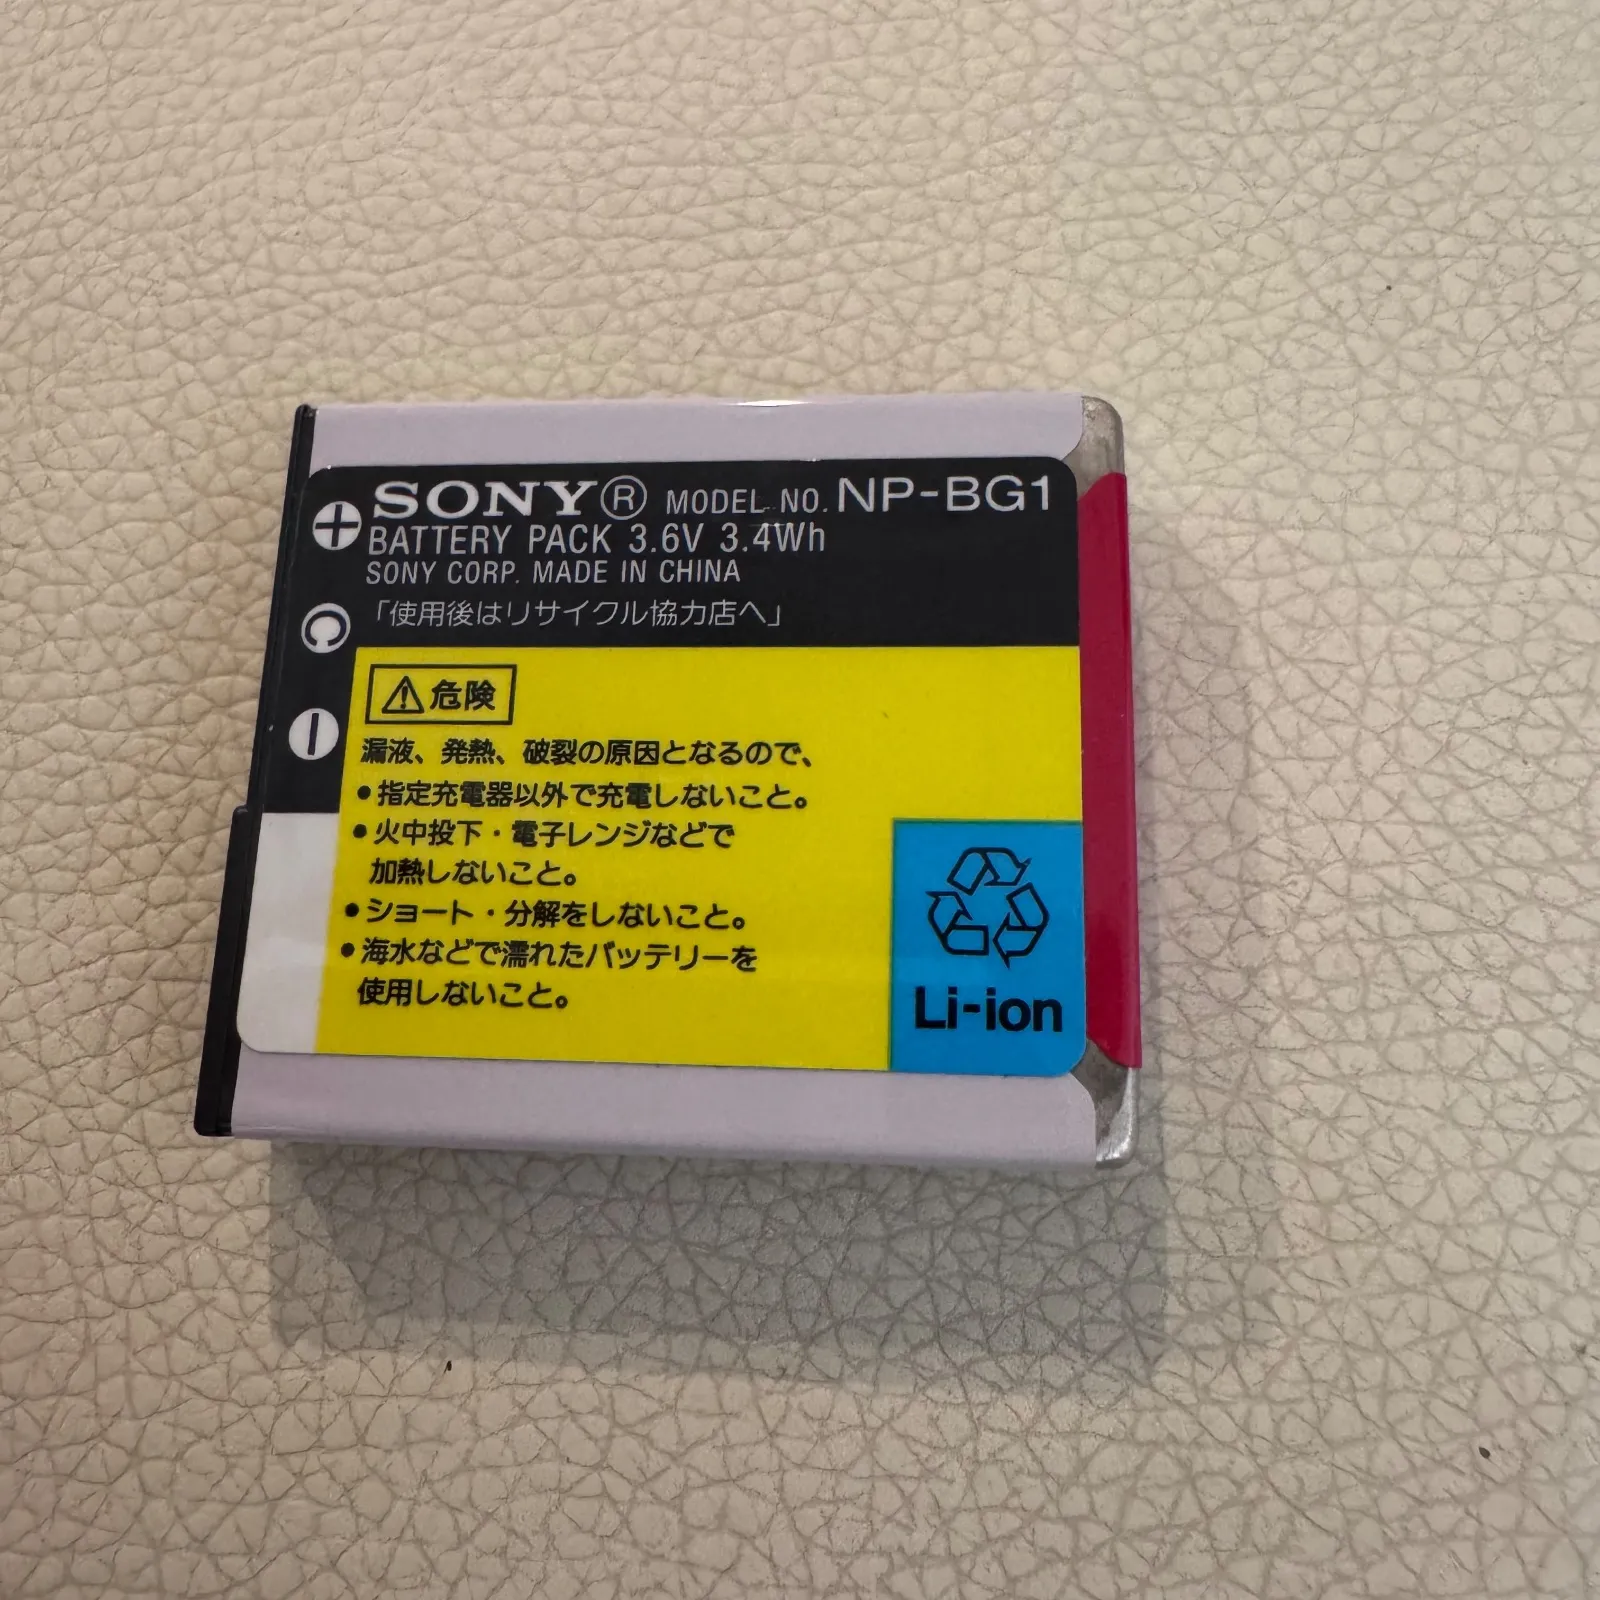 SONY® MODEL NO. NP-BG1
BATTERY PACK 3.6V 3.4Wh
SONY CORP. MADE IN CHINA
「使用後はリサイクル協力店へ」
⚠危険
漏液、発熱、破裂の原因となるので、
•指定充電器以外で充電しないこと。
•火中投下・電子レンジなどで
加熱しないこと。
•ショート・分解をしないこと。
•海水などで濡れたバッテリーを
使用しないこと。
Li-ion